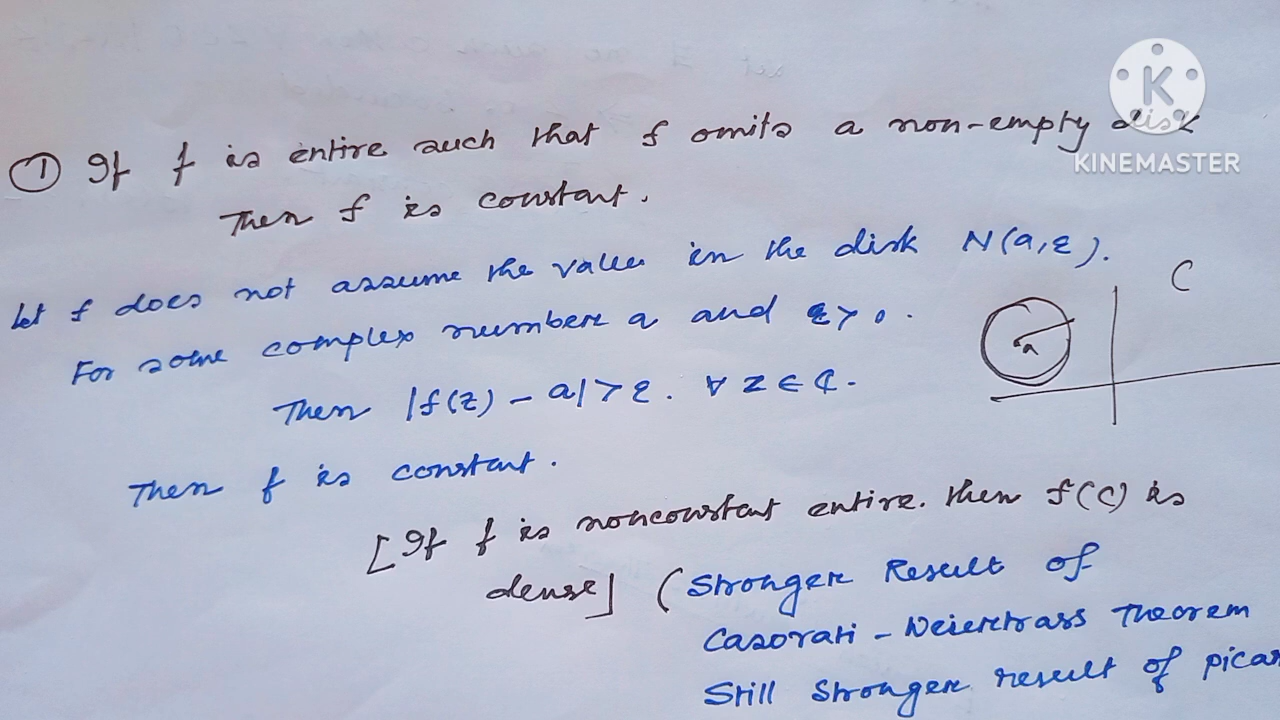 ① If f is entire such that f omits a non-empty disk
Then f is constant.
Let f does not assume the values in the disk N(a,ε).
For some complex number a and ε>0.
Then |f(z) - a|>ε. ∀ z∈ℂ.
Then f is constant.
[If f is nonconstant entire. then f(C) is
dense] (Stronger Result of
Casorati - Weierstrass Theorem
Still stronger result of picar
C
a
K
KINEMASTER